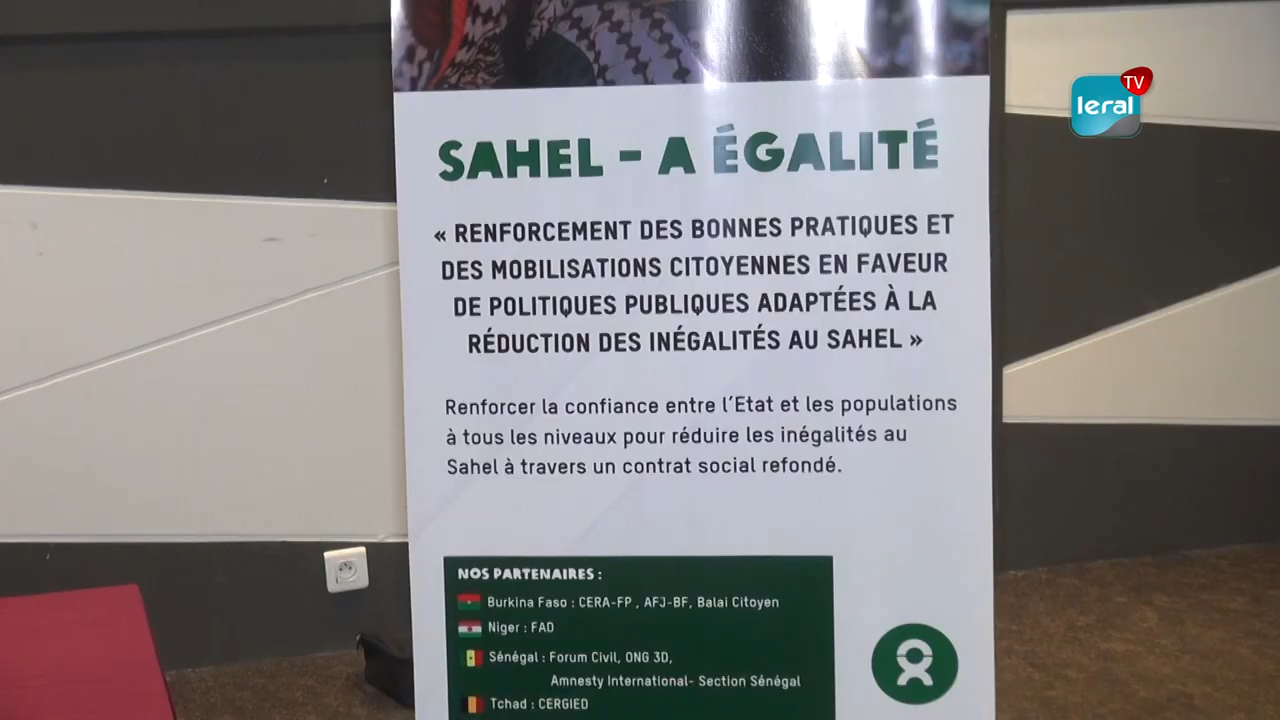 TV
leral
SAHEL - A ÉGALITÉ
« RENFORCEMENT DES BONNES PRATIQUES ET
DES MOBILISATIONS CITOYENNES EN FAVEUR
DE POLITIQUES PUBLIQUES ADAPTÉES À LA
RÉDUCTION DES INÉGALITÉS AU SAHEL »
Renforcer la confiance entre l'Etat et les populations
à tous les niveaux pour réduire les inégalités au
Sahel à travers un contrat social refondé.
NOS PARTENAIRES :
Burkina Faso : CERA-FP , AFJ-BF, Balai Citoyen
Niger : FAD
Sénégal : Forum Civil, ONG 3D,
Amnesty International- Section Sénégal
Tchad : CERGIED